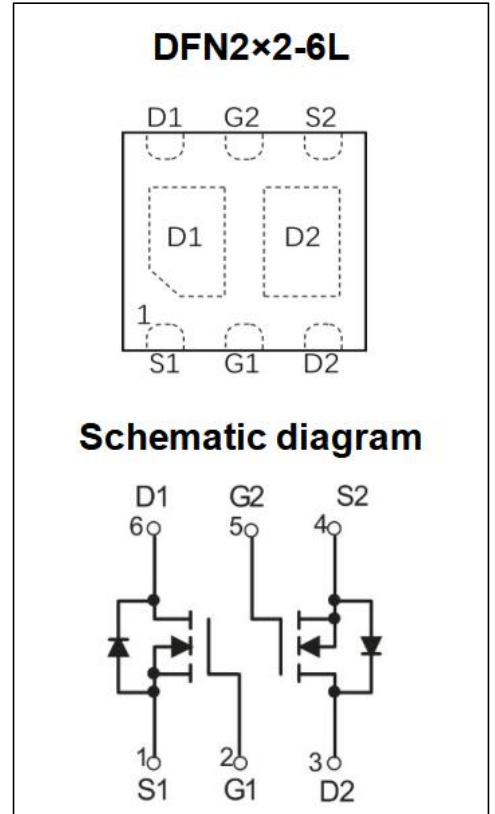 DFN2×2-6L
D1 G2 S2
D1 D2
1
S1 G1 D2
Schematic diagram
D1 G2 S2
6 5 4
1 2 3
S1 G1 D2